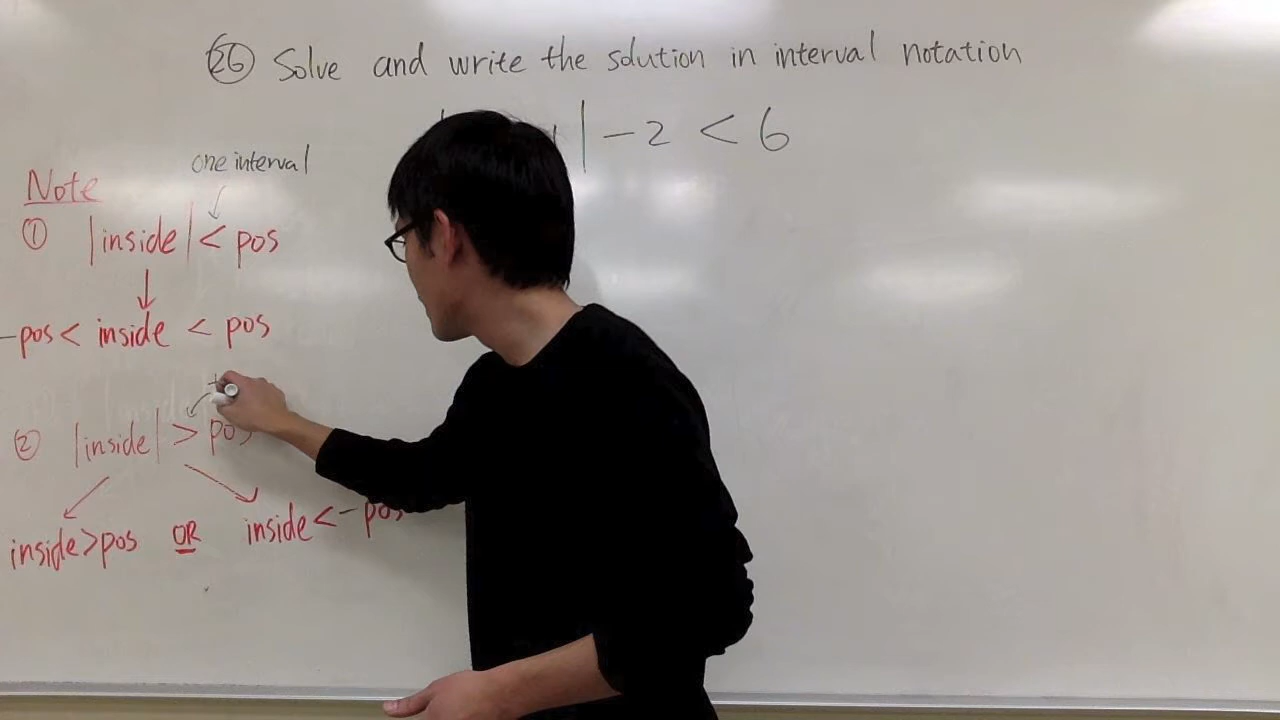 26 Solve and write the solution in interval notation
| - 2 < 6
one interval
Note
① |inside| < pos
-pos < inside < pos
② |inside| > pos
inside>pos OR inside<-pos